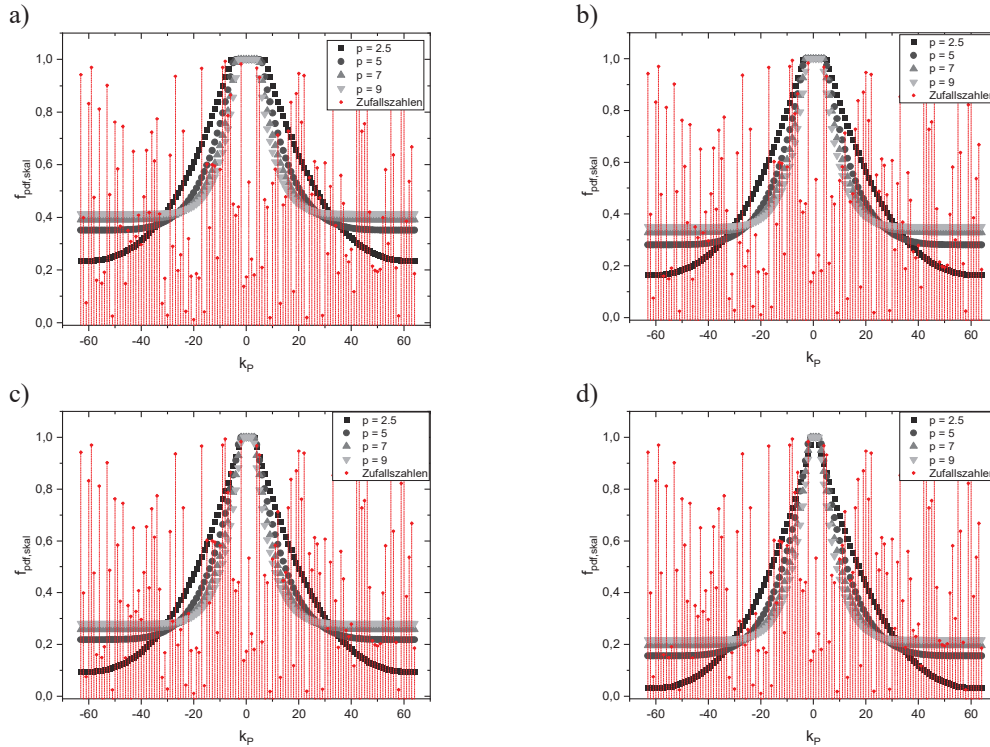 a)
1,0
0,8
0,6
0,4
0,2
0,0
f_pdf,skal
-60 -40 -20 0 20 40 60
k_P
p = 2.5
p = 5
p = 7
p = 9
Zufallszahlen
b)
1,0
0,8
0,6
0,4
0,2
0,0
f_pdf,skal
-60 -40 -20 0 20 40 60
k_P
p = 2.5
p = 5
p = 7
p = 9
Zufallszahlen
c)
1,0
0,8
0,6
0,4
0,2
0,0
f_pdf,skal
-60 -40 -20 0 20 40 60
k_P
p = 2.5
p = 5
p = 7
p = 9
Zufallszahlen
d)
1,0
0,8
0,6
0,4
0,2
0,0
f_pdf,skal
-60 -40 -20 0 20 40 60
k_P
p = 2.5
p = 5
p = 7
p = 9
Zufallszahlen